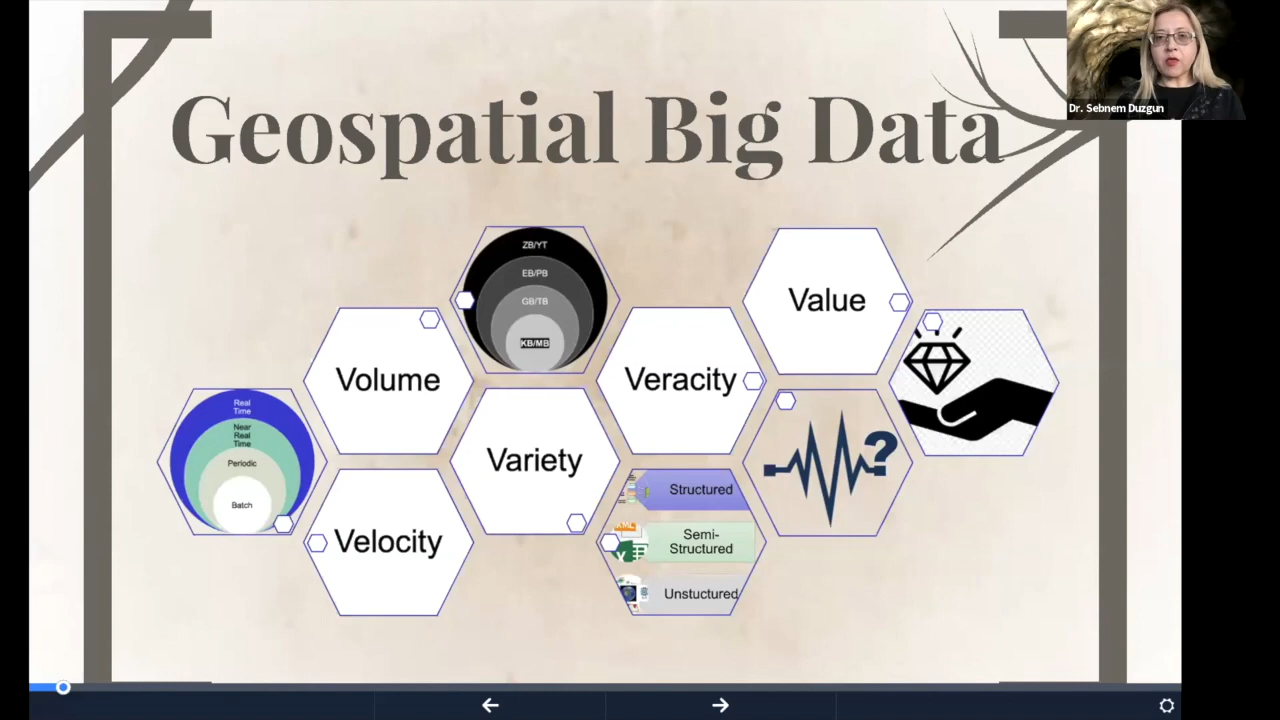 Dr. Sebnem Duzgun
Geospatial Big Data
ZB/YT
EB/PB
GB/TB
KB/MB
Value
Volume
Veracity
Real
Time
Near
Real
Time
Periodic
Batch
Variety
Structured
Semi-
Structured
Unstuctured
XML
X
?
Velocity